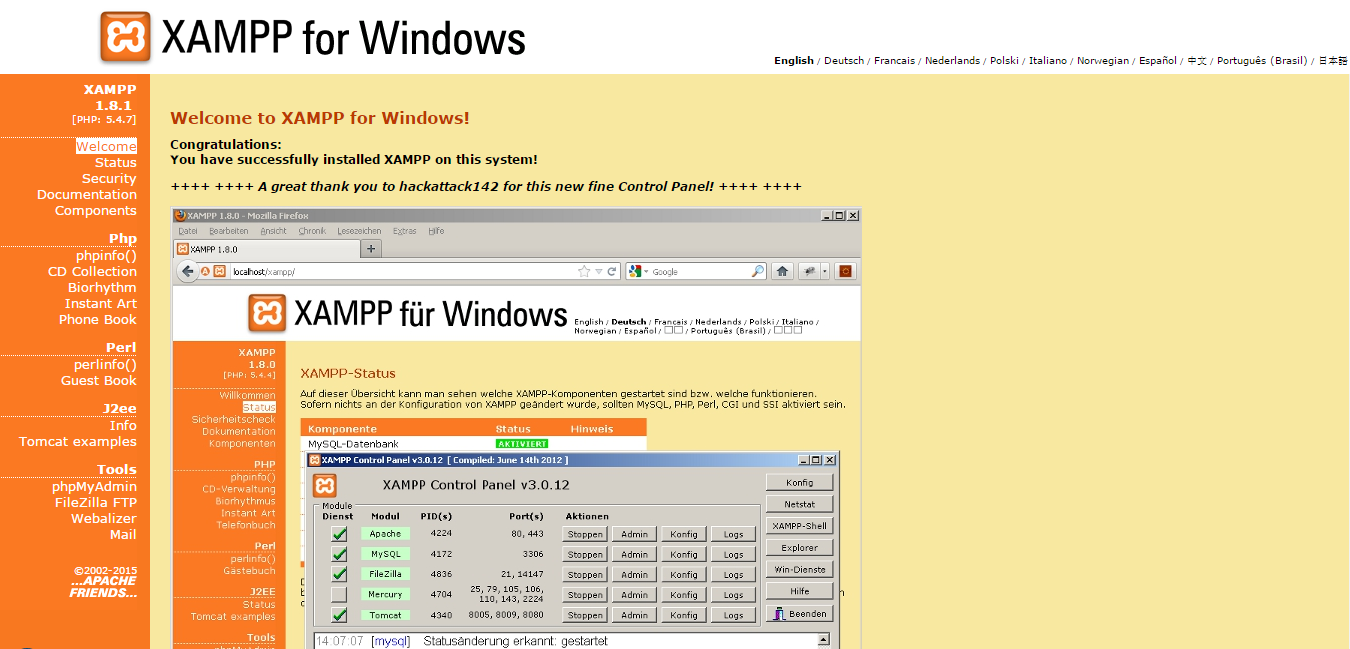 XAMPP for Windows
English / Deutsch / Francais / Nederlands / Polski / Italiano / Norwegian / Español / 中文 / Português (Brasil) / 日本語
XAMPP
1.8.1
[PHP: 5.4.7]
Welcome
Status
Security
Documentation
Components
Php
phpinfo()
CD Collection
Biorhythm
Instant Art
Phone Book
Perl
perlinfo()
Guest Book
J2ee
Info
Tomcat examples
Tools
phpMyAdmin
FileZilla FTP
Webalizer
Mail
©2002-2015
...APACHE
FRIENDS...
Welcome to XAMPP for Windows!
Congratulations:
You have successfully installed XAMPP on this system!
++++ ++++ A great thank you to hackattack142 for this new fine Control Panel! ++++ ++++
XAMPP 1.8.0 - Mozilla Firefox
Datei Bearbeiten Ansicht Chronik Lesezeichen Extras Hilfe
XAMPP 1.8.0
localhost/xampp/ Google
XAMPP für Windows
English / Deutsch / Francais / Nederlands / Polski / Italiano /
Norwegian / Español / □□ / Português (Brasil) / □□□
XAMPP
1.8.0
[PHP: 5.4.4]
Willkommen
Status
Sicherheitscheck
Dokumentation
Komponenten
PHP
phpinfo()
CD-Verwaltung
Biorhythmus
Instant Art
Telefonbuch
Perl
perlinfo()
Gästebuch
J2EE
Status
Tomcat examples
Tools
phpMyAdmin
XAMPP-Status
Auf dieser Übersicht kann man sehen welche XAMPP-Komponenten gestartet sind bzw. welche funktionieren.
Sofern nichts an der Konfiguration von XAMPP geändert wurde, sollten MySQL, PHP, Perl, CGI und SSI aktiviert sein.
Komponente Status Hinweis
MySQL-Datenbank AKTIVIERT
XAMPP Control Panel v3.0.12 [ Compiled: June 14th 2012 ]
XAMPP Control Panel v3.0.12
Module
Dienst Modul PID(s) Port(s) Aktionen
Apache 4224 80, 443 Stoppen Admin Konfig Logs
MySQL 4172 3306 Stoppen Admin Konfig Logs
FileZilla 4836 21, 14147 Stoppen Admin Konfig Logs
Mercury 4704 25, 79, 105, 106, 110, 143, 2224 Stoppen Admin Konfig Logs
Tomcat 4340 8005, 8009, 8080 Stoppen Admin Konfig Logs
Konfig
Netstat
XAMPP-Shell
Explorer
Win-Dienste
Hilfe
Beenden
14:07:07 [mysql] Statusänderung erkannt: gestartet